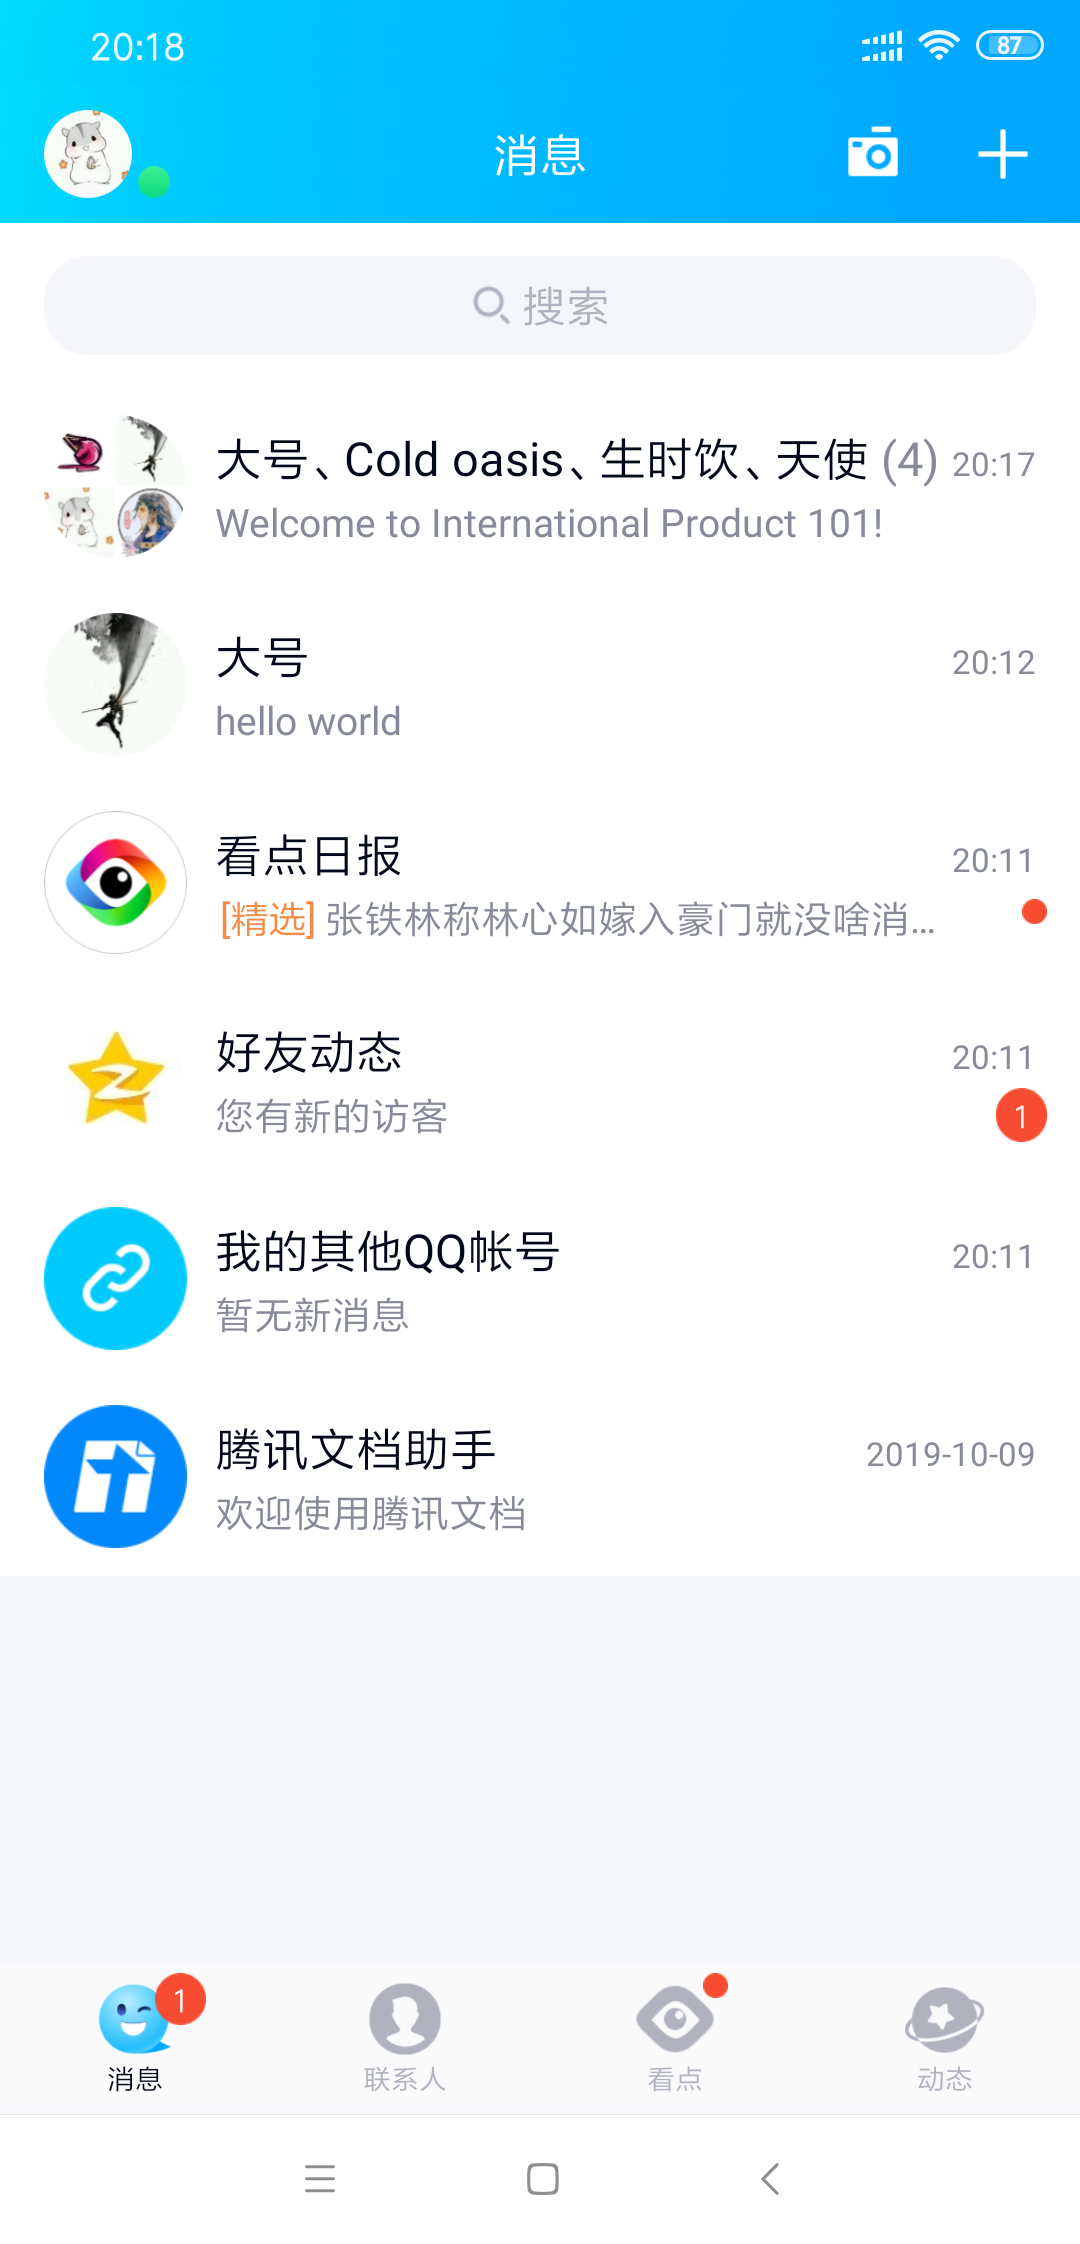 20:18
87
消息
搜索
大号、Cold oasis、生时饮、天使 (4) 20:17
Welcome to International Product 101!
大号 20:12
hello world
看点日报 20:11
[精选] 张铁林称林心如嫁入豪门就没啥消...
好友动态 20:11
您有新的访客 1
我的其他QQ帐号 20:11
暂无新消息
腾讯文档助手 2019-10-09
欢迎使用腾讯文档
1
消息 联系人 看点 动态